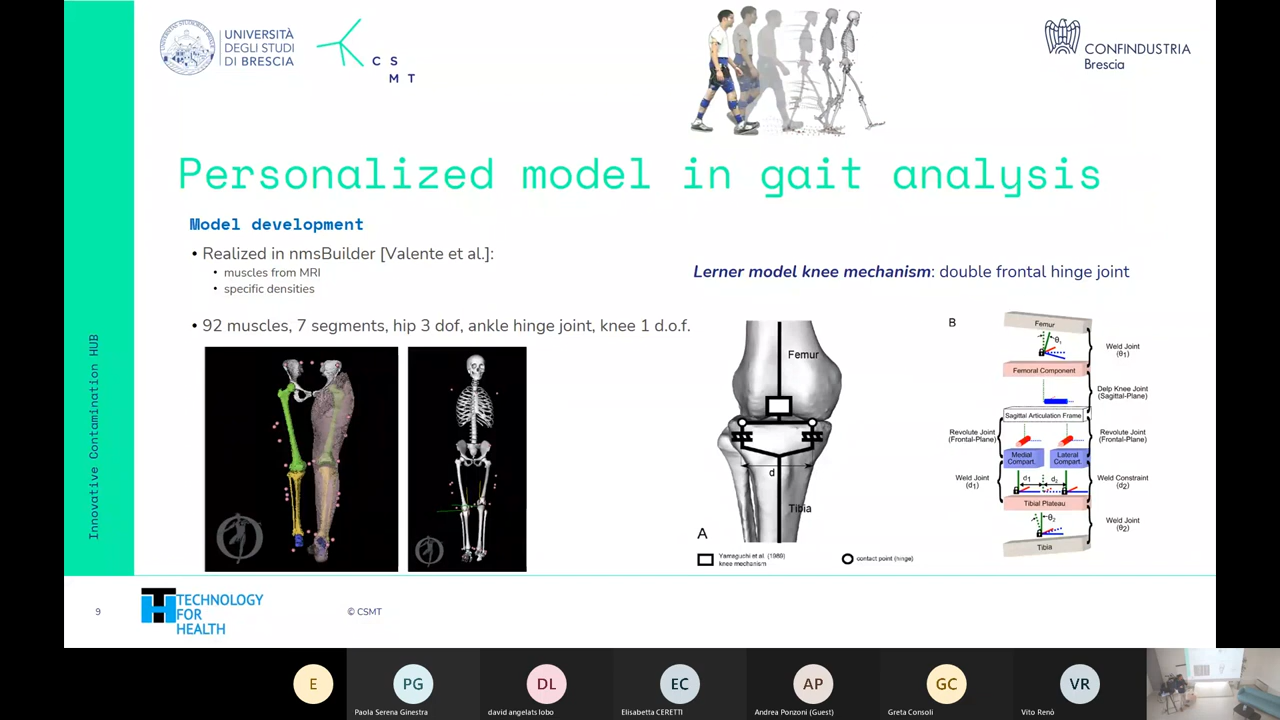 UNIVERSITÀ
DEGLI STUDI
DI BRESCIA
C S
M T
CONFINDUSTRIA
Brescia
Personalized model in gait analysis
Model development
• Realized in nmsBuilder [Valente et al.]:
• muscles from MRI
• specific densities
• 92 muscles, 7 segments, hip 3 dof, ankle hinge joint, knee 1 d.o.f.
Lerner model knee mechanism: double frontal hinge joint
Femur
d
Tibia
A
Yamaguchi et al. (1989)
knee mechanism
contact point (hinge)
B
Femur
θ1
Weld Joint
(θ1)
Femoral Component
Delp Knee Joint
(Sagittal-Plane)
Sagittal Articulation Frame
Revolute Joint
(Frontal-Plane)
Revolute Joint
(Frontal-Plane)
Medial
Compart.
Lateral
Compart.
Weld Joint
(d1)
d1
d2
Weld Constraint
(d2)
Tibial Plateau
θ2
Weld Joint
(θ2)
Tibia
Innovative Contamination HUB
9
TH
TECHNOLOGY
FOR
HEALTH
© CSMT
E
PG
Paola Serena Ginestra
DL
david angelats lobo
EC
Elisabetta CERETTI
AP
Andrea Ponzoni (Guest)
GC
Greta Consoli
VR
Vito Renò